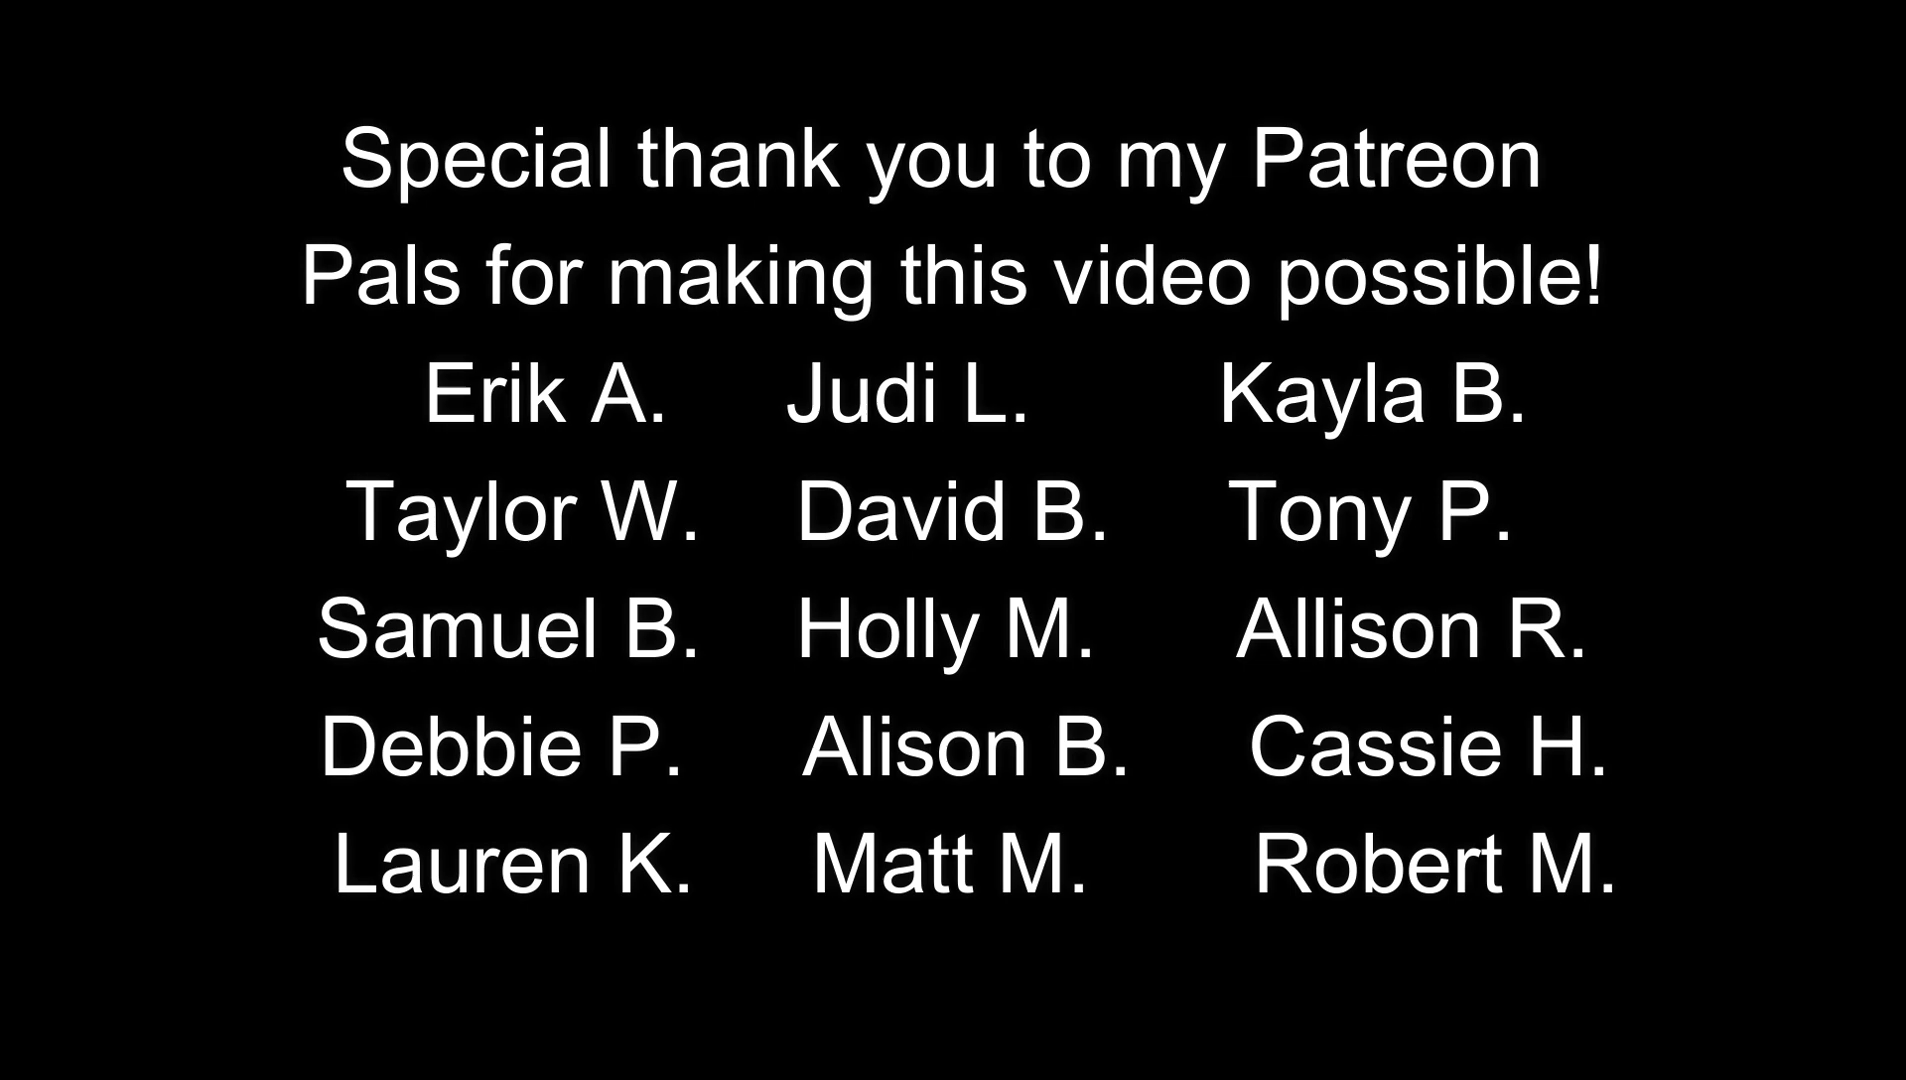 Special thank you to my Patreon
Pals for making this video possible!
Erik A. Judi L. Kayla B.
Taylor W. David B. Tony P.
Samuel B. Holly M. Allison R.
Debbie P. Alison B. Cassie H.
Lauren K. Matt M. Robert M.